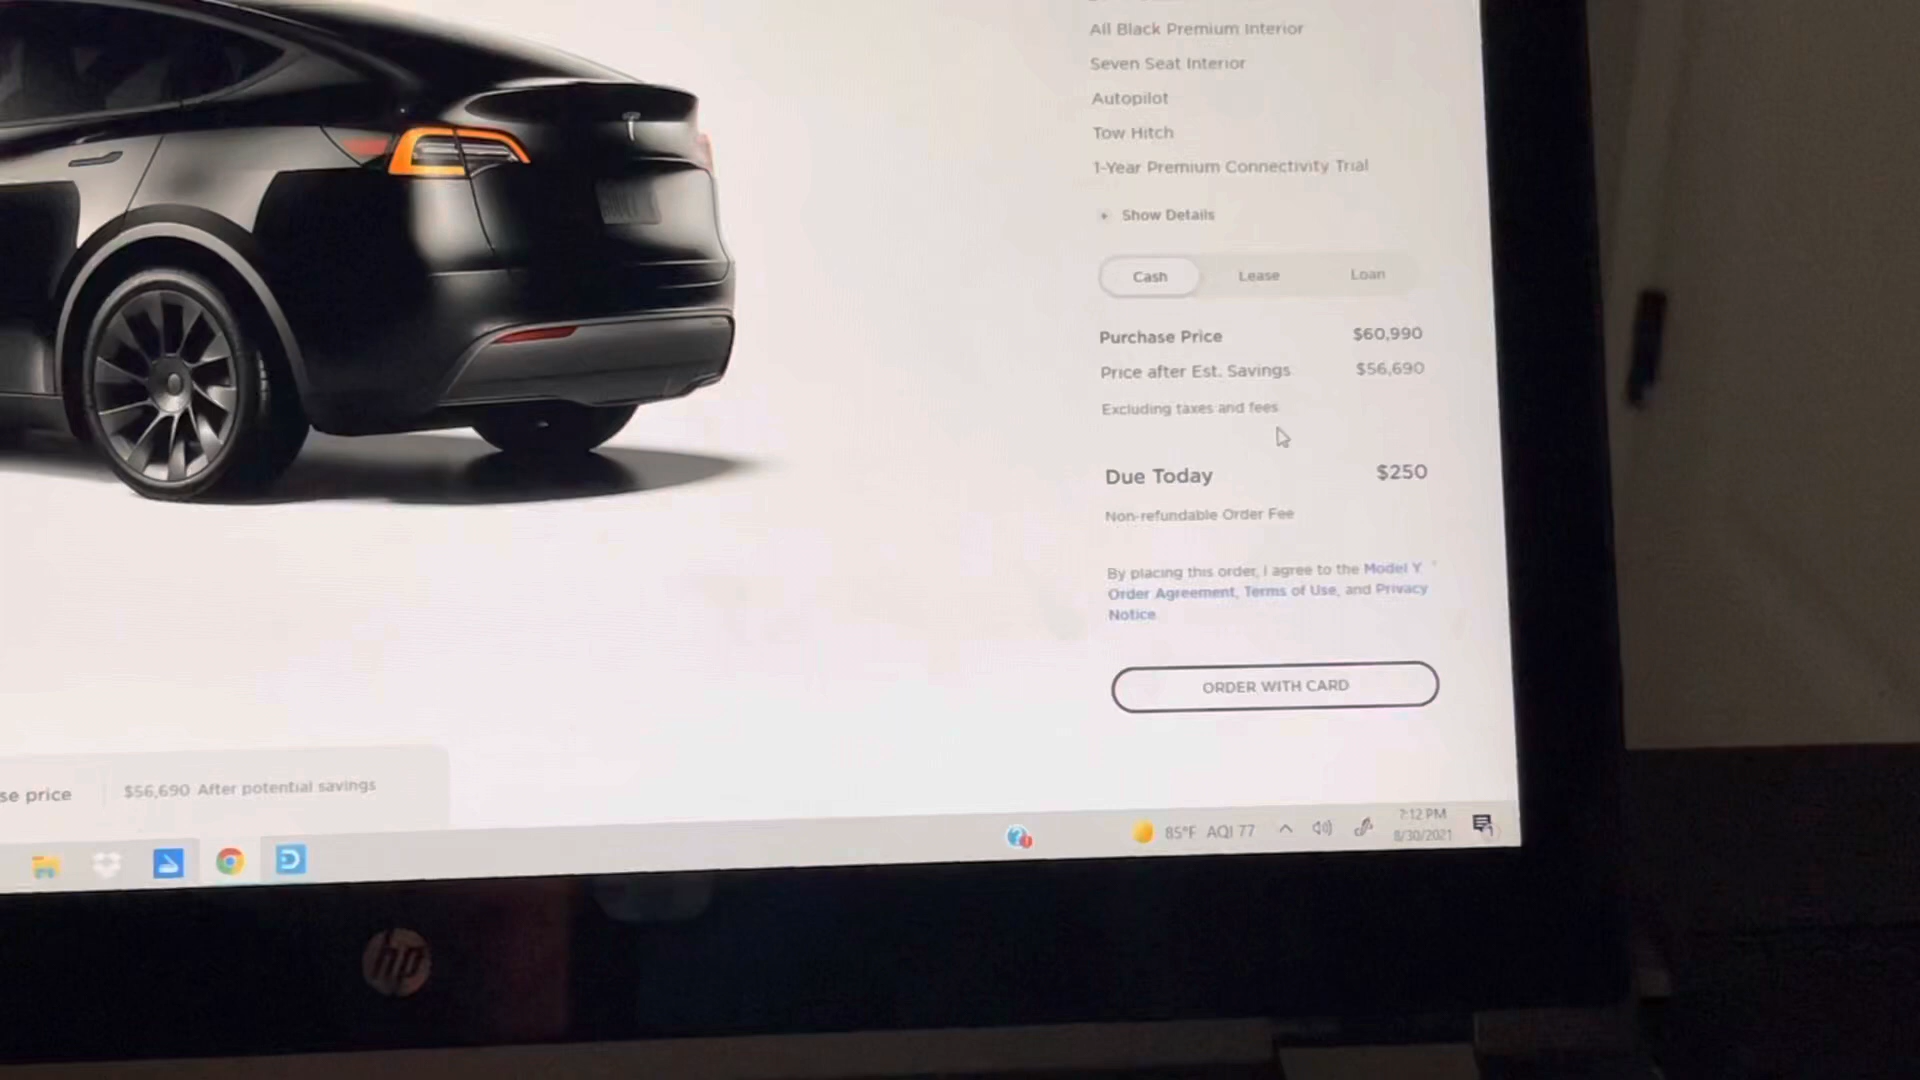 All Black Premium Interior
Seven Seat Interior
Autopilot
Tow Hitch
1-Year Premium Connectivity Trial
Show Details
Cash Lease Loan
Purchase Price $60,990
Price after Est. Savings $56,690
Excluding taxes and fees
Due Today $250
Non-refundable Order Fee
By placing this order, I agree to the Model Y
Order Agreement, Terms of Use, and Privacy
Notice
ORDER WITH CARD
se price $56,690 After potential savings
85°F AQI 77
7:12 PM
8/30/2021
hp